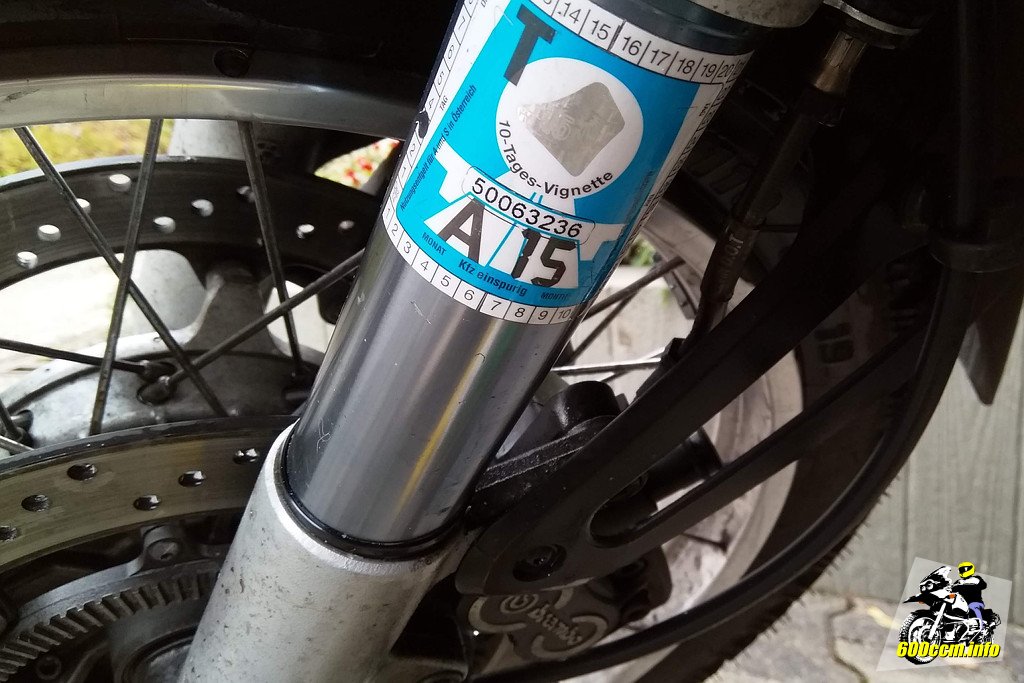 14 15 16 17 18 19 20
T
10-Tages-Vignette
50063236
A 15
MONAT Kfz einspurig
1 2 3 4 5 6 7 8 9 10
TAG
600ccm.info